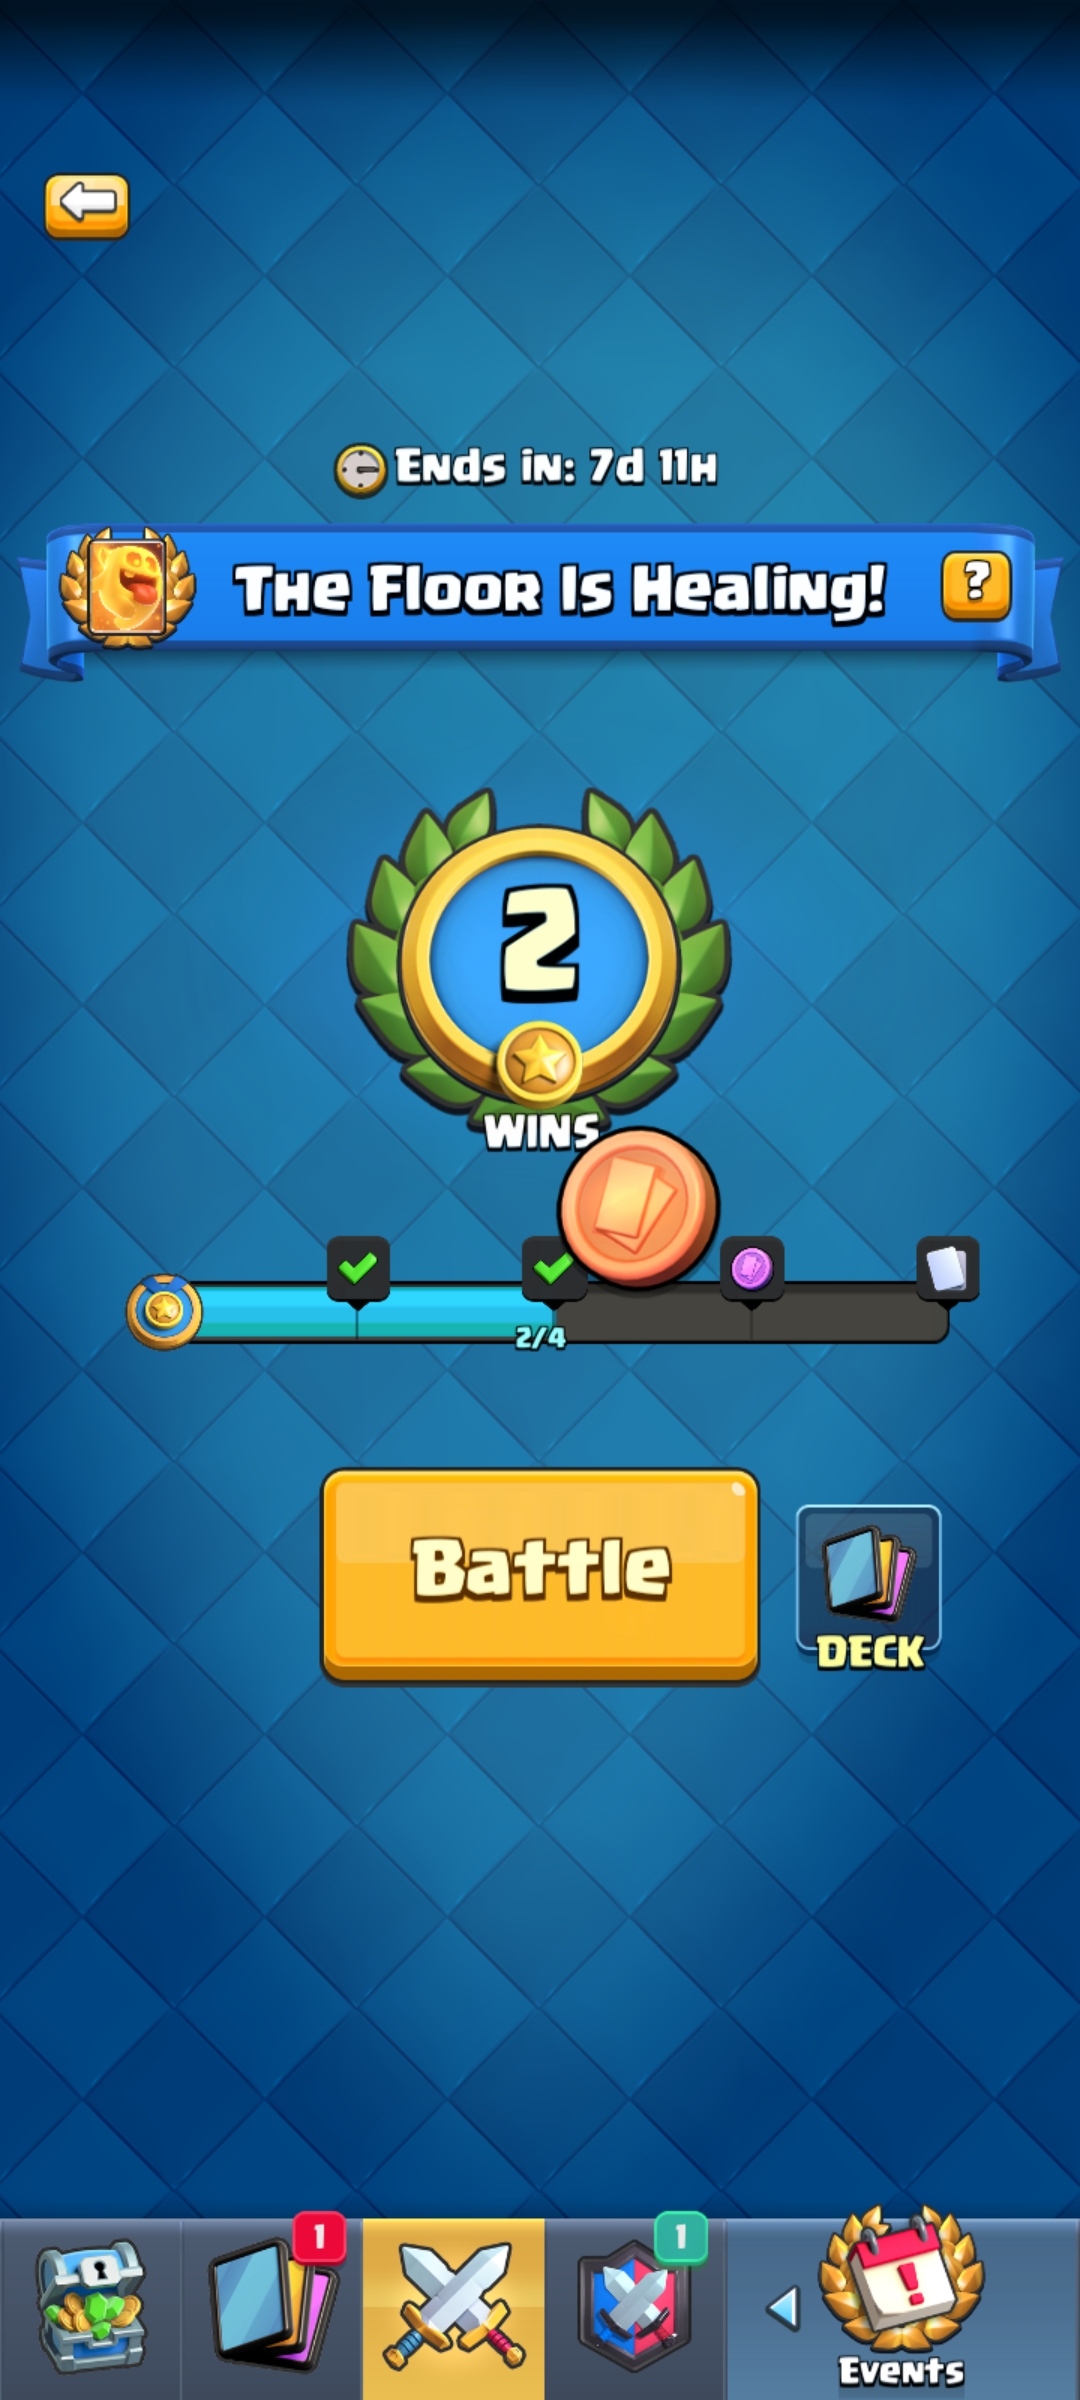 Ends in: 7d 11H
The Floor Is Healing!
?
2
WINS
2/4
Battle
DECK
1
1
!
Events